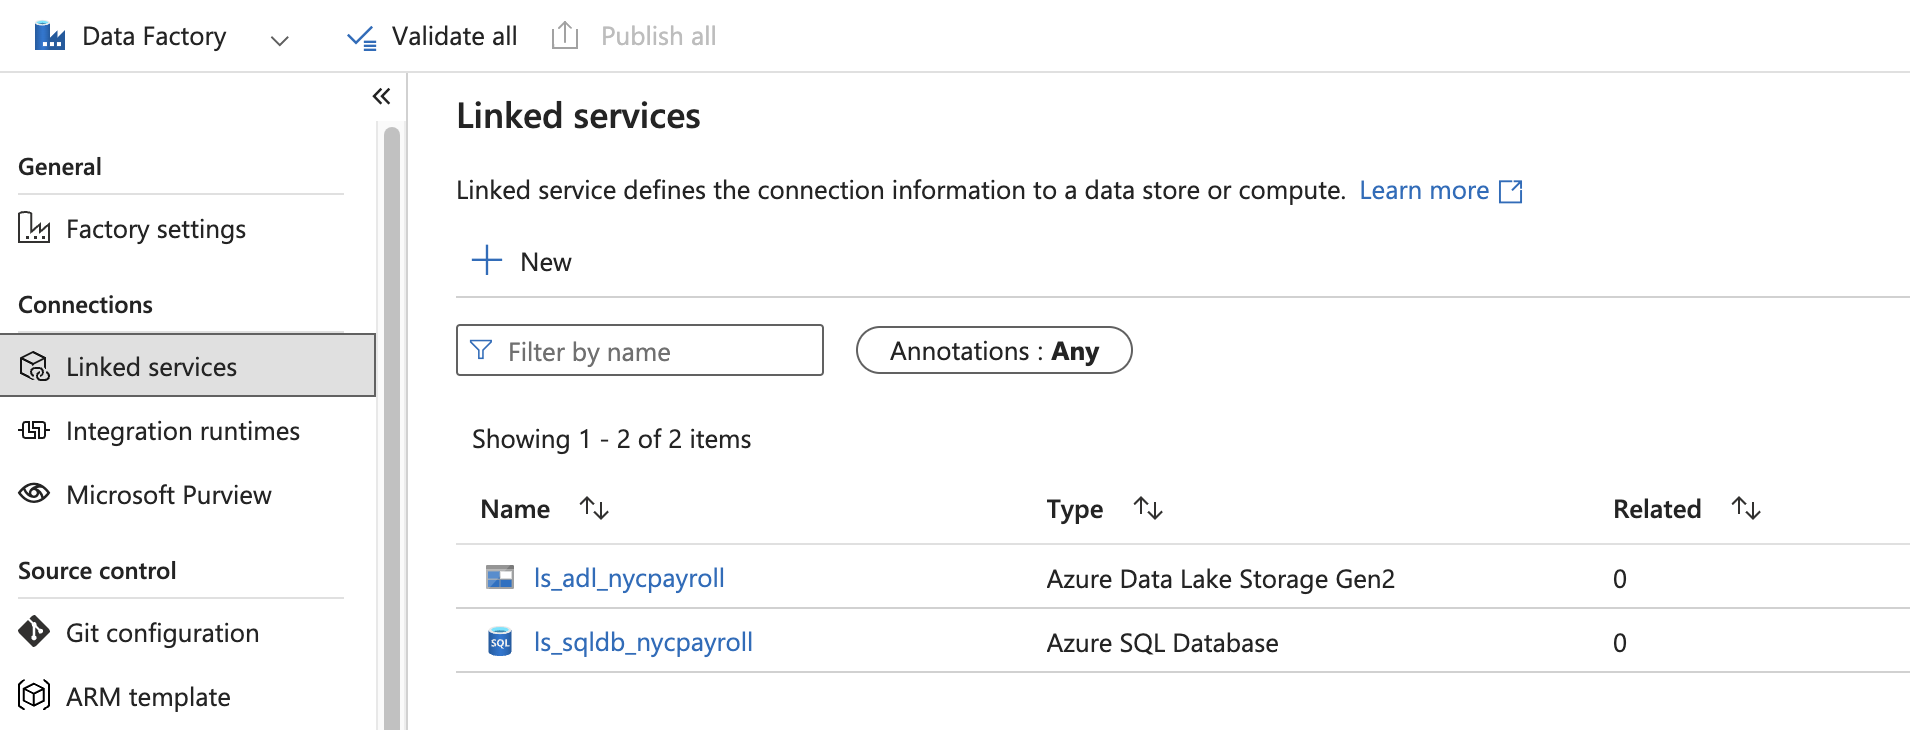 Data Factory
Validate all
Publish all
General
Factory settings
Connections
Linked services
Integration runtimes
Microsoft Purview
Source control
Git configuration
ARM template
Linked services
Linked service defines the connection information to a data store or compute. Learn more
New
Filter by name
Annotations : Any
Showing 1 - 2 of 2 items
Name Type Related
ls_adl_nycpayroll Azure Data Lake Storage Gen2 0
SQL ls_sqldb_nycpayroll Azure SQL Database 0